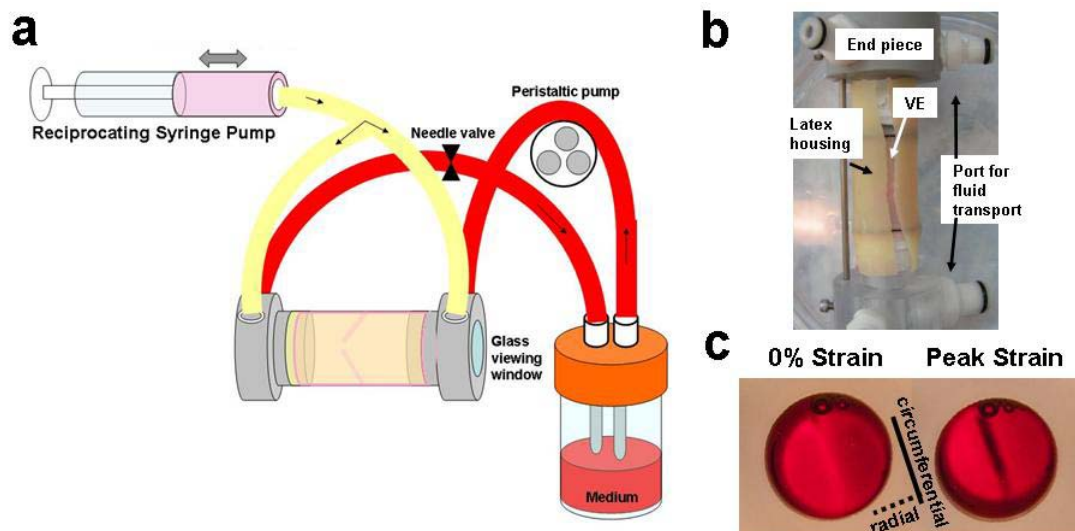 a
Reciprocating Syringe Pump
Needle valve
Peristaltic pump
Glass
viewing
window
Medium
b
End piece
VE
Latex
housing
Port for
fluid
transport
c
0% Strain
Peak Strain
circumferential
radial